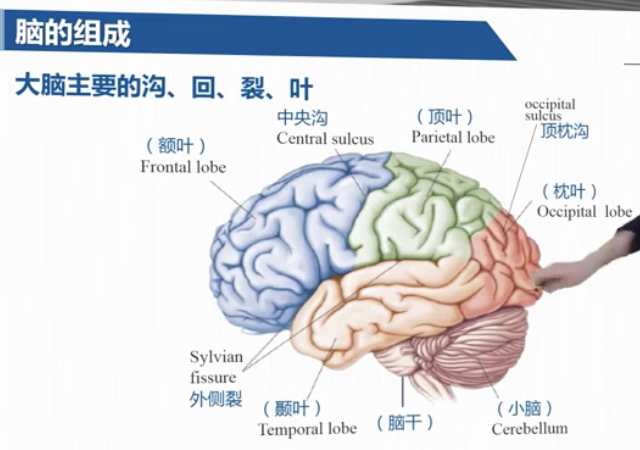 脑的组成
大脑主要的沟、回、裂、叶
中央沟
Central sulcus
（顶叶）
Parietal lobe
occipital
sulcus
顶枕沟
（额叶）
Frontal lobe
（枕叶）
Occipital lobe
Sylvian
fissure
外侧裂
（颞叶）
Temporal lobe
（脑干）
（小脑）
Cerebellum